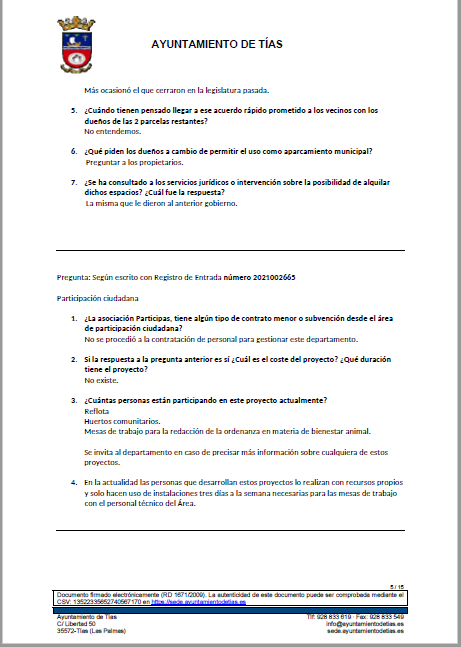 AYUNTAMIENTO DE TÍAS
Más ocasionó el que cerraron en la legislatura pasada.
5. ¿Cuándo tienen pensado llegar a ese acuerdo rápido prometido a los vecinos con los
dueños de las 2 parcelas restantes?
No entendemos.
6. ¿Qué piden los dueños a cambio de permitir el uso como aparcamiento municipal?
Preguntar a los propietarios.
7. ¿Se ha consultado a los servicios jurídicos o intervención sobre la posibilidad de alquilar
dichos espacios? ¿Cuál fue la respuesta?
La misma que le dieron al anterior gobierno.
Pregunta: Según escrito con Registro de Entrada número 2021002665
Participación ciudadana
1. ¿La asociación Participas, tiene algún tipo de contrato menor o subvención desde el área
de participación ciudadana?
No se procedió a la contratación de personal para gestionar este departamento.
2. Si la respuesta a la pregunta anterior es sí ¿Cuál es el coste del proyecto? ¿Qué duración
tiene el proyecto?
No existe.
3. ¿Cuántas personas están participando en este proyecto actualmente?
Reflota
Huertos comunitarios.
Mesas de trabajo para la redacción de la ordenanza en materia de bienestar animal.
Se invita al departamento en caso de precisar más información sobre cualquiera de estos
proyectos.
4. En la actualidad las personas que desarrollan estos proyectos lo realizan con recursos propios
y solo hacen uso de instalaciones tres días a la semana necesarias para las mesas de trabajo
con el personal técnico del Área.
5 / 15
Documento firmado electrónicamente (RD 1671/2009). La autenticidad de este documento puede ser comprobada mediante el
CSV: 13522335652740567170 en https://sede.ayuntamientodetias.es
Ayuntamiento de Tías Tlf: 928 833 619 · Fax: 928 833 549
C/ Libertad 50 info@ayuntamientodetias.es
35572-Tías (Las Palmas) sede.ayuntamientodetias.es